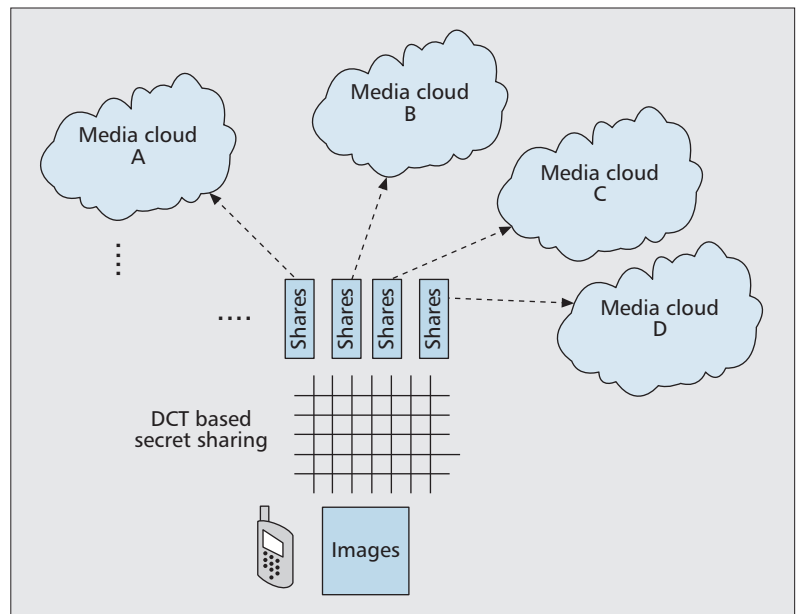 Media cloud
A
Media cloud
B
Media cloud
C
Media cloud
D
....
....
Shares
Shares
Shares
Shares
DCT based
secret sharing
Images